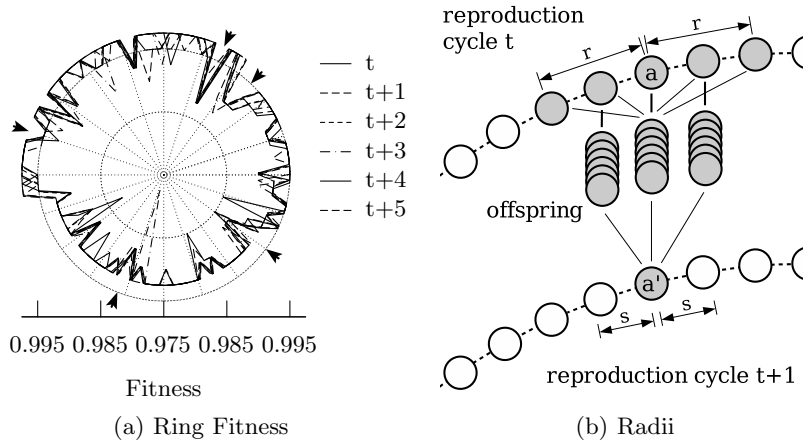 t
t+1
t+2
t+3
t+4
t+5
0.995 0.985 0.975 0.985 0.995
Fitness
(a) Ring Fitness
reproduction
cycle t
r
r
a
offspring
a'
s
s
reproduction cycle t+1
(b) Radii